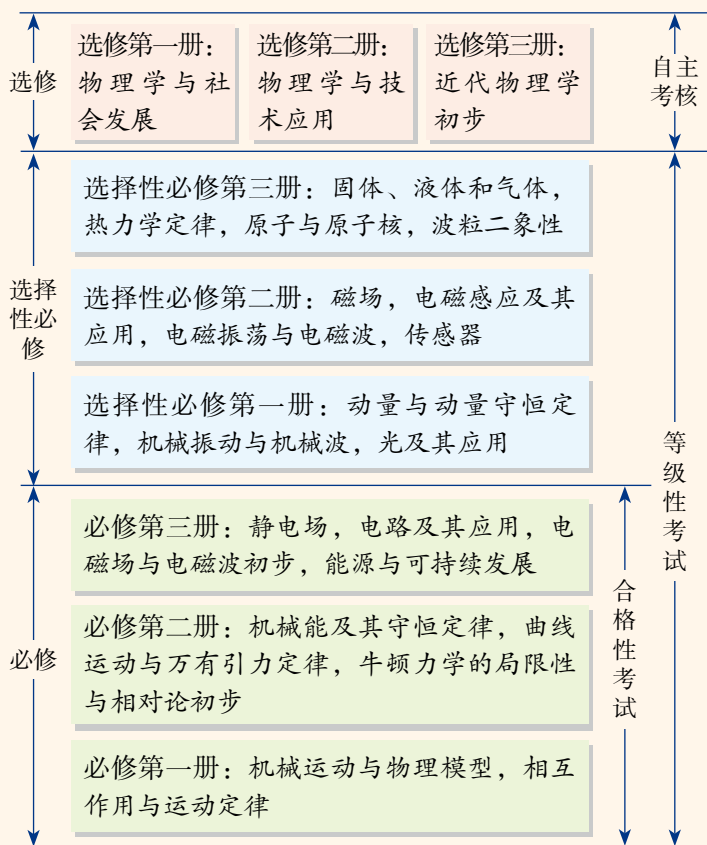 选修
选修第一册：
物理学与社
会发展
选修第二册：
物理学与技
术应用
选修第三册：
近代物理学
初步
自主
考核
选择
性必
修
选择性必修第三册：固体、液体和气体，
热力学定律，原子与原子核，波粒二象性
选择性必修第二册：磁场，电磁感应及其
应用，电磁振荡与电磁波，传感器
选择性必修第一册：动量与动量守恒定
律，机械振动与机械波，光及其应用
等级性考试
必修
必修第三册：静电场，电路及其应用，电
磁场与电磁波初步，能源与可持续发展
必修第二册：机械能及其守恒定律，曲线
运动与万有引力定律，牛顿力学的局限性
与相对论初步
必修第一册：机械运动与物理模型，相互
作用与运动定律
合格性考试